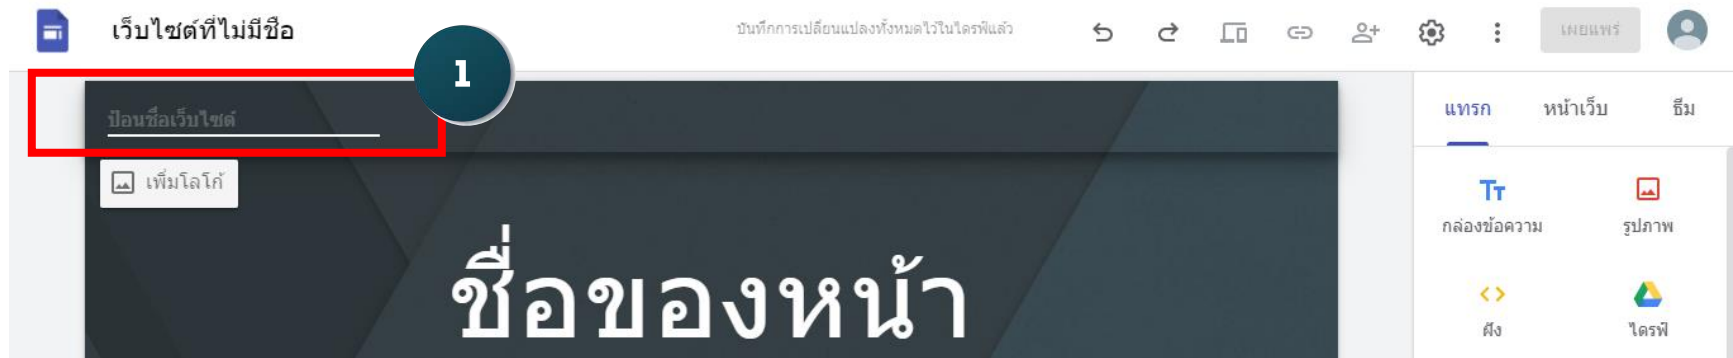 เว็บไซต์ที่ไม่มีชื่อ
บันทึกการเปลี่ยนแปลงทั้งหมดไว้ในไดรฟ์แล้ว
เผยแพร่
1
ป้อนชื่อเว็บไซต์
เพิ่มโลโก้
ชื่อของหน้า
แทรก หน้าเว็บ ธีม
กล่องข้อความ รูปภาพ
ฝัง ไดรฟ์